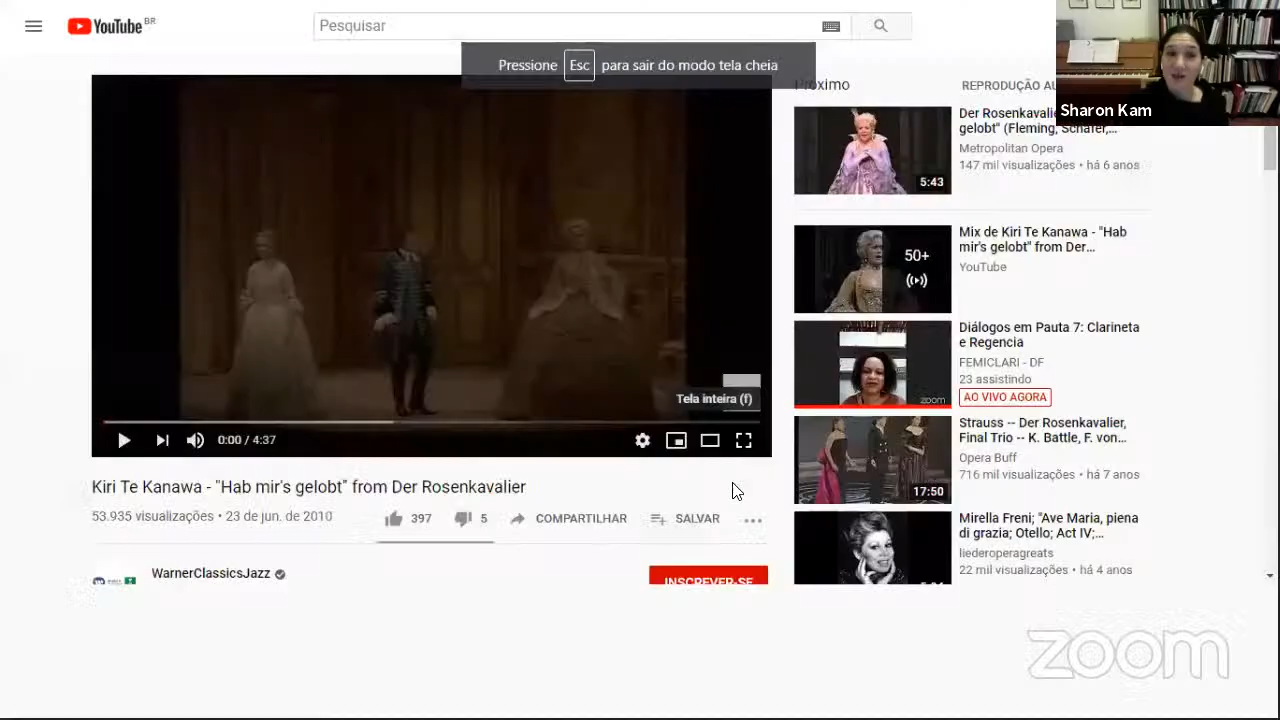 YouTube BR
Pesquisar
Pressione Esc para sair do modo tela cheia
Sharon Kam
Próximo
Der Rosenkavalie
gelobt" (Fleming, Schäfer,...
Metropolitan Opera
147 mil visualizações • há 6 anos
5:43
Mix de Kiri Te Kanawa - "Hab
mir's gelobt" from Der...
YouTube
50+
Diálogos em Pauta 7: Clarineta
e Regencia
FEMICLARI - DF
23 assistindo
AO VIVO AGORA
zoom
Strauss -- Der Rosenkavalier,
Final Trio -- K. Battle, F. von...
Opera Buff
716 mil visualizações • há 7 anos
17:50
Mirella Freni; "Ave Maria, piena
di grazia; Otello; Act IV;...
liederoperagreats
22 mil visualizações • há 4 anos
Tela inteira (f)
0:00 / 4:37
Kiri Te Kanawa - "Hab mir's gelobt" from Der Rosenkavalier
53.935 visualizações • 23 de jun. de 2010
397
5
COMPARTILHAR
SALVAR
WarnerClassicsJazz
INSCREVER-SE
zoom